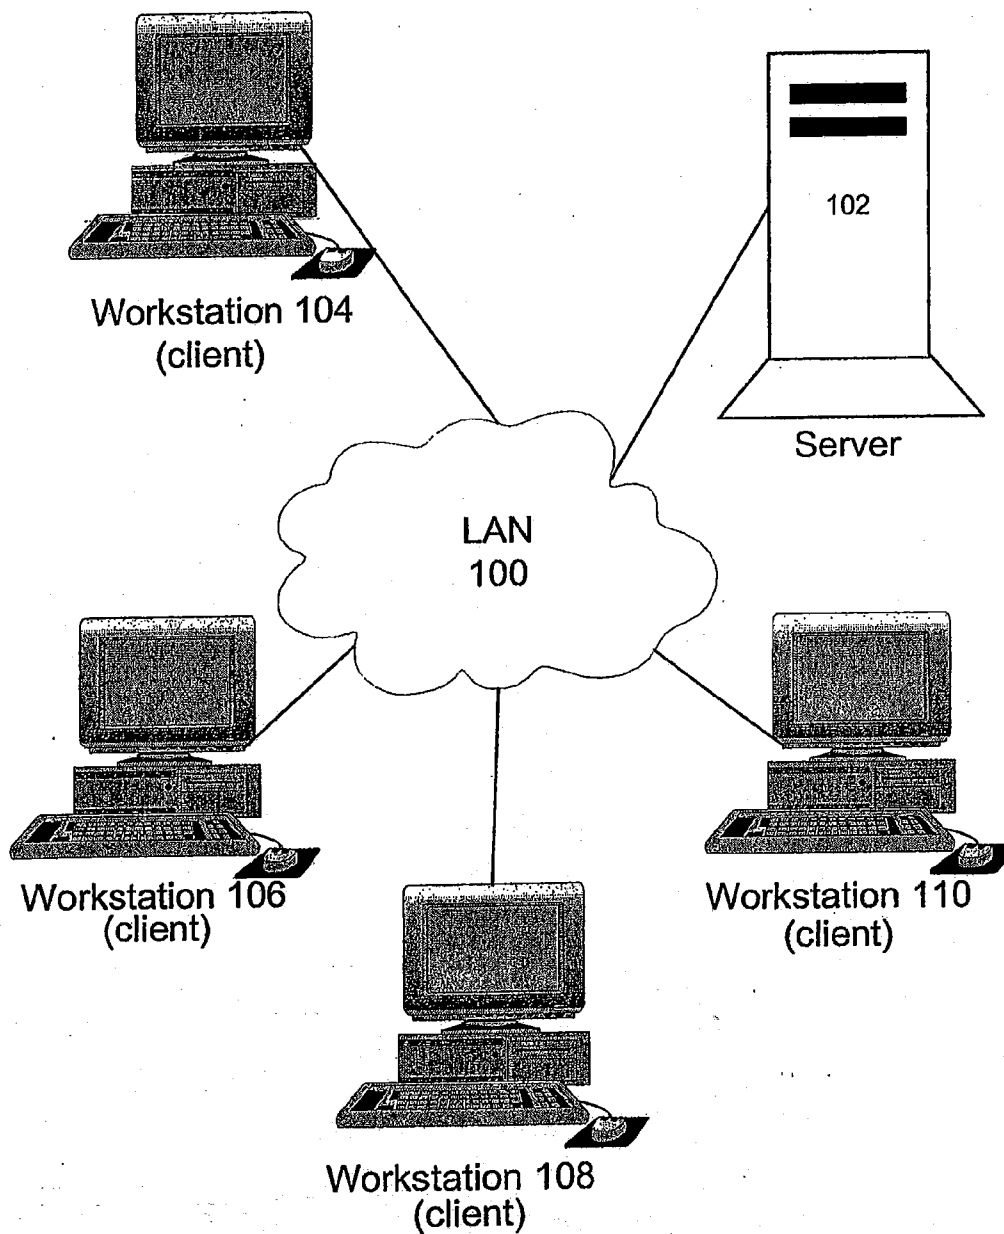 102
Workstation 104
(client)
Server
LAN
100
Workstation 106
(client)
Workstation 110
(client)
Workstation 108
(client)